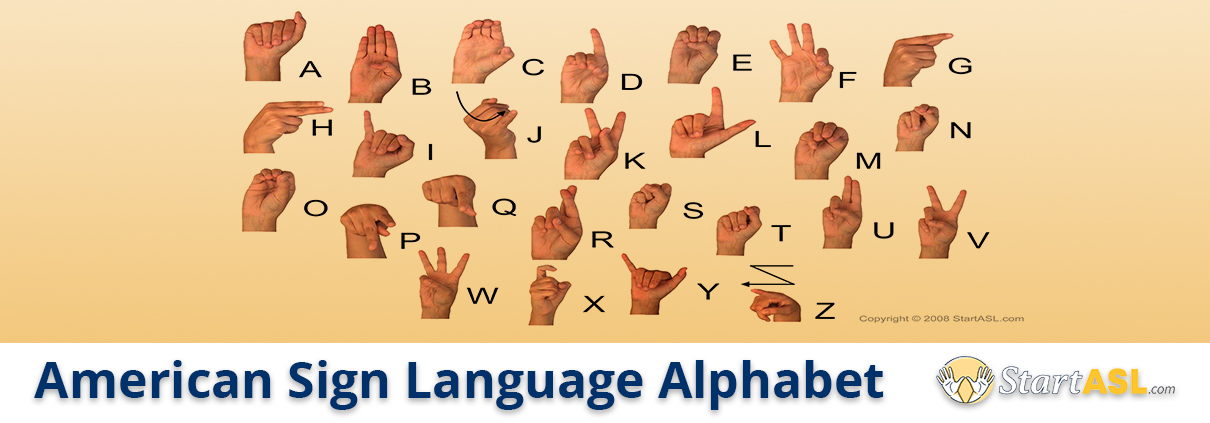 A B C D E F G
H I J K L M N
O P Q R S T U V
W X Y Z
Copyright © 2008 StartASL.com
American Sign Language Alphabet
StartASL.com